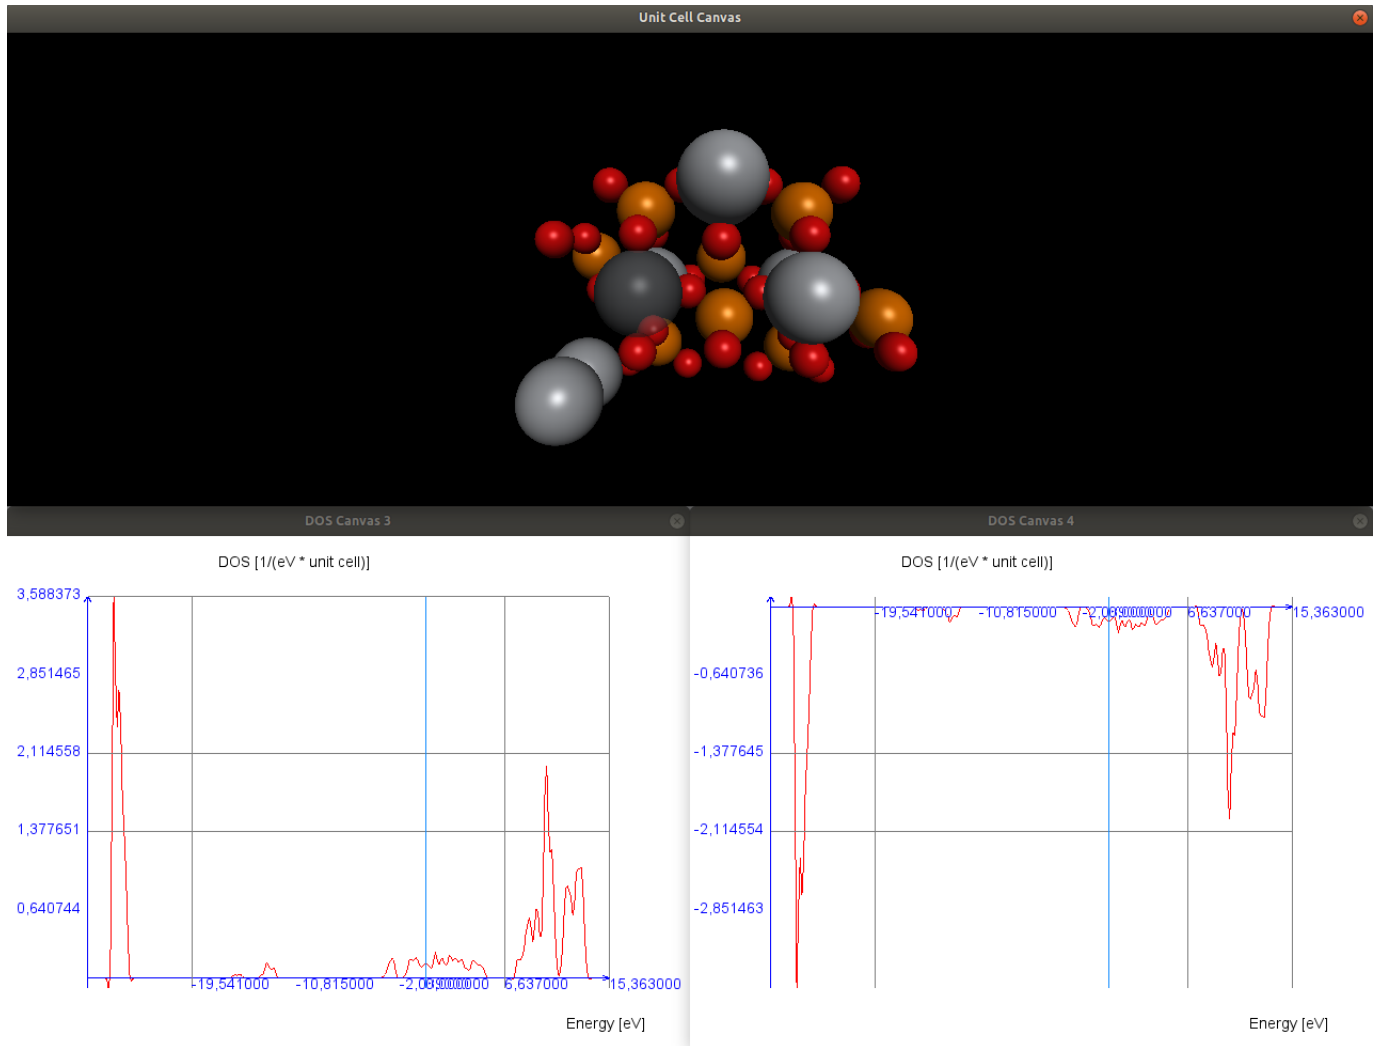 Unit Cell Canvas
DOS Canvas 3
DOS [1/(eV * unit cell)]
3,588373
2,851465
2,114558
1,377651
0,640744
-19,541000
-10,815000
6,637000
15,363000
Energy [eV]
DOS Canvas 4
DOS [1/(eV * unit cell)]
-19,541000
-10,815000
6,637000
15,363000
-0,640736
-1,377645
-2,114554
-2,851463
Energy [eV]